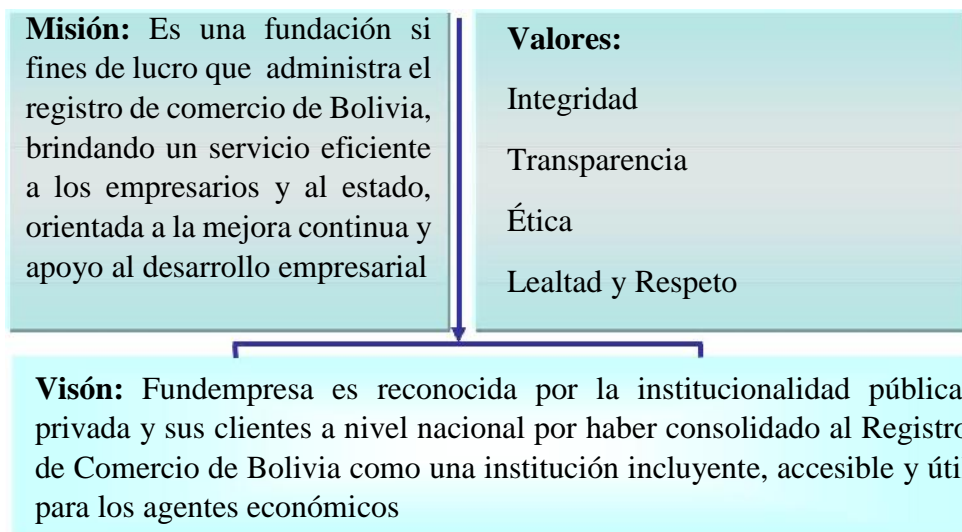 Misión: Es una fundación si
fines de lucro que administra el
registro de comercio de Bolivia,
brindando un servicio eficiente
a los empresarios y al estado,
orientada a la mejora continua y
apoyo al desarrollo empresarial
Valores:
Integridad
Transparencia
Ética
Lealtad y Respeto
Visón: Fundempresa es reconocida por la institucionalidad pública
privada y sus clientes a nivel nacional por haber consolidado al Registro
de Comercio de Bolivia como una institución incluyente, accesible y úti
para los agentes económicos